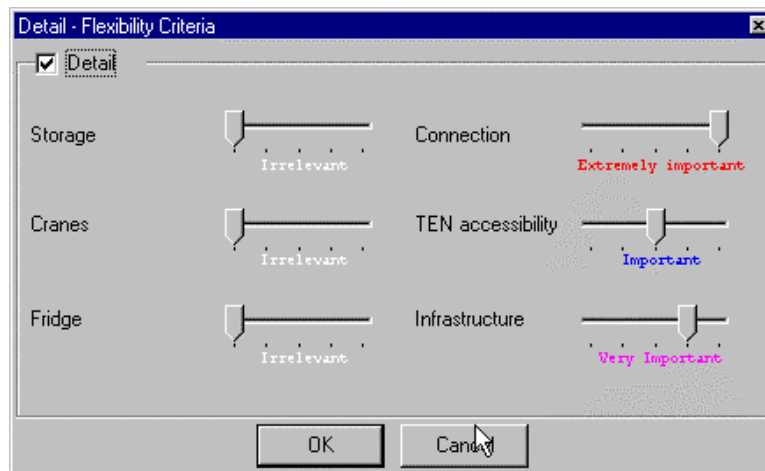 Detail - Flexibility Criteria
Detail
Storage
Irrelevant
Connection
Extremely important
Cranes
Irrelevant
TEN accessibility
Important
Fridge
Irrelevant
Infrastructure
Very Important
OK
Cancel